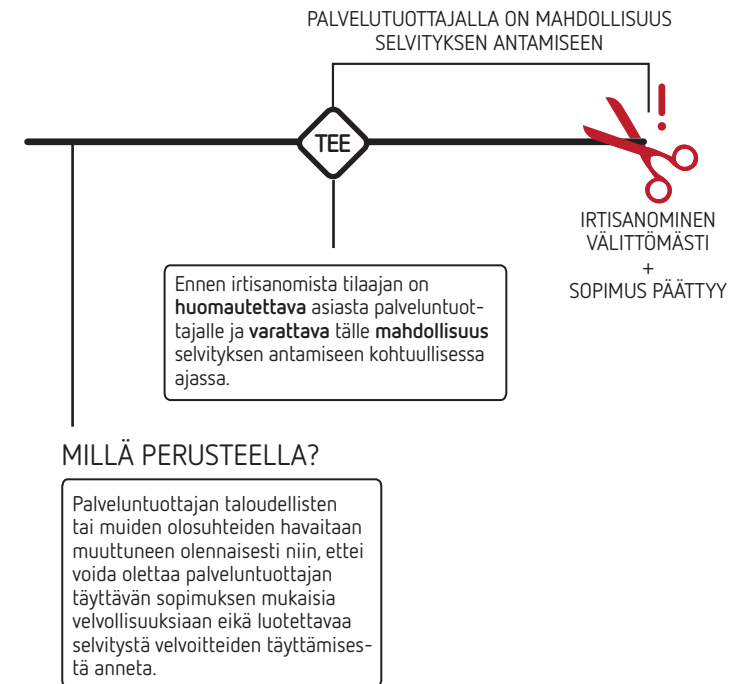 PALVELUTUOTTAJALLA ON MAHDOLLISUUS
SELVITYKSEN ANTAMISEEN
TEE
!
IRTISANOMINEN
VÄLITTÖMÄSTI
+
SOPIMUS PÄÄTTYY
Ennen irtisanomista tilaajan on
huomautettava asiasta palveluntuot-
tajalle ja varattava tälle mahdollisuus
selvityksen antamiseen kohtuullisessa
ajassa.
MILLÄ PERUSTEELLA?
Palveluntuottajan taloudellisten
tai muiden olosuhteiden havaitaan
muuttuneen olennaisesti niin, ettei
voida olettaa palveluntuottajan
täyttävän sopimuksen mukaisia
velvollisuuksiaan eikä luotettavaa
selvitystä velvoitteiden täyttämises-
tä anneta.